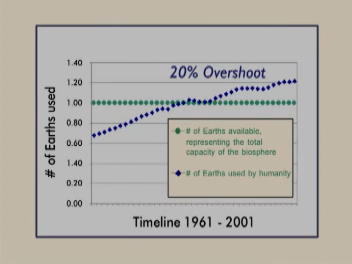 20% Overshoot
# of Earths used
1.40
1.20
1.00
0.80
0.60
0.40
0.20
0.00
# of Earths available,
representing the total
capacity of the biosphere
# of Earths used by humanity
Timeline 1961 - 2001